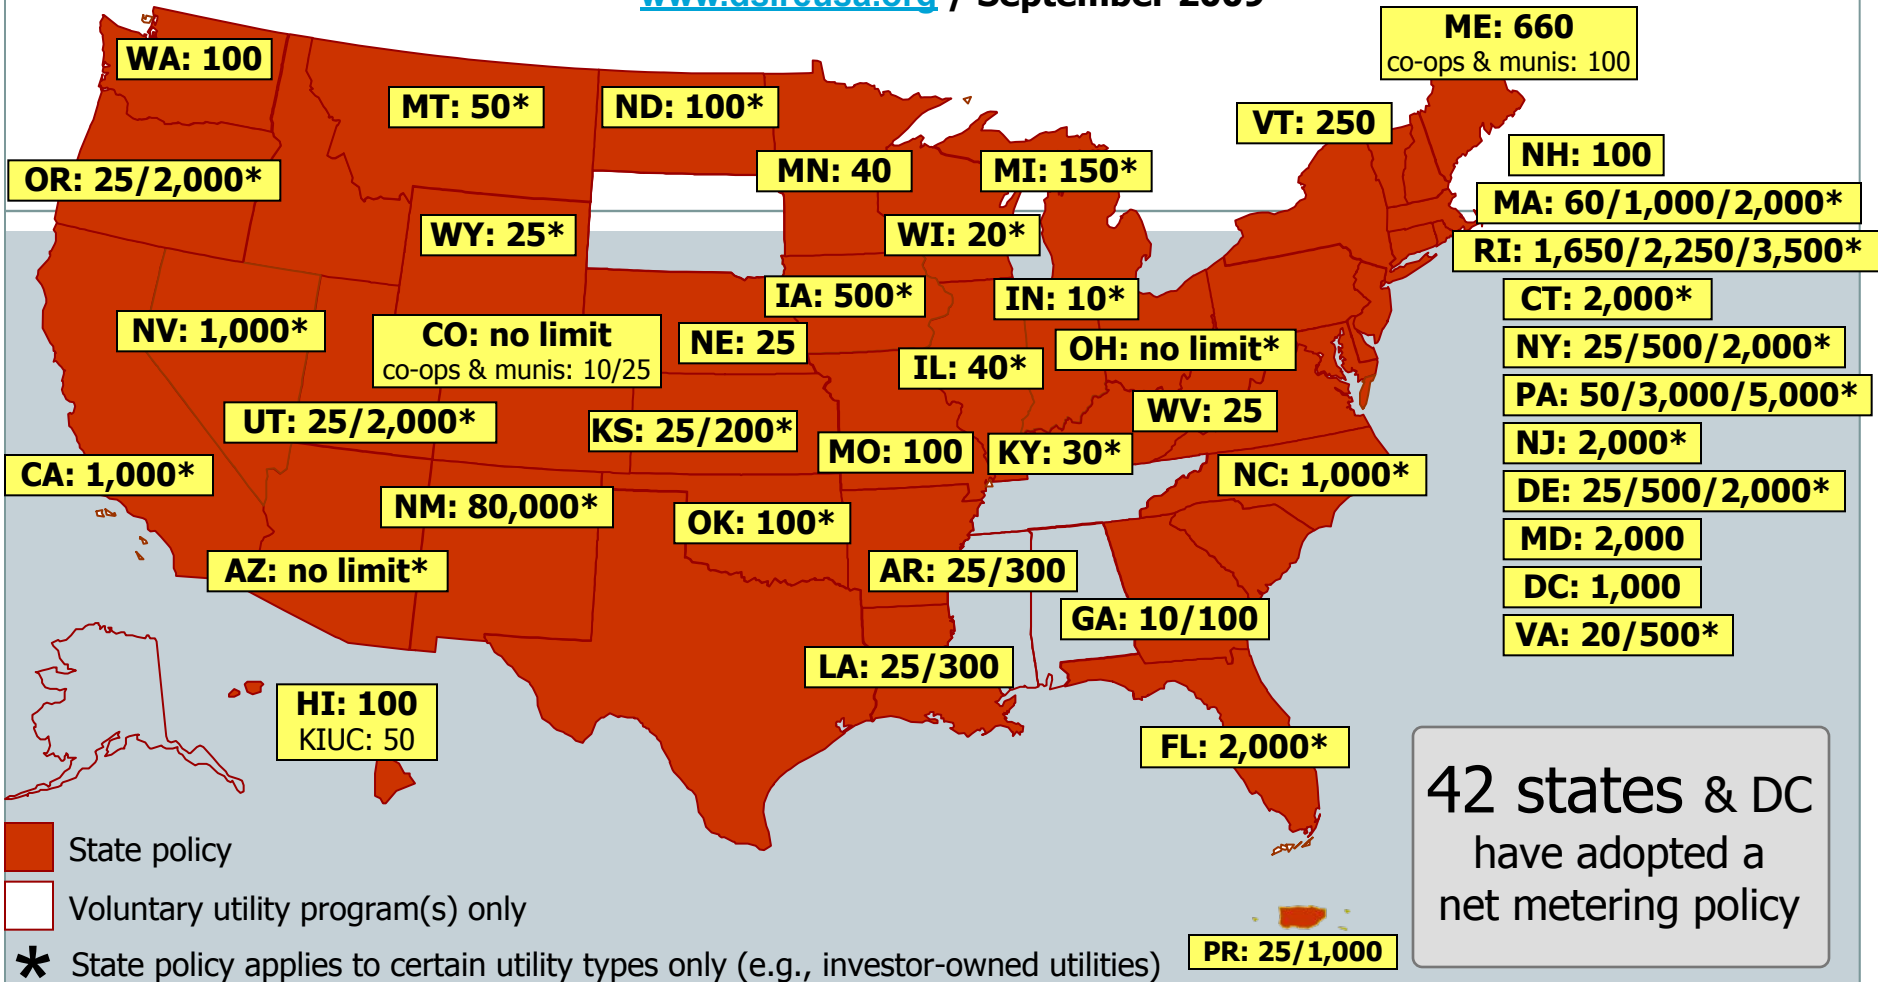 www.dsireusa.org / September 2009
ME: 660
co-ops & munis: 100
WA: 100
MT: 50*
ND: 100*
VT: 250
NH: 100
OR: 25/2,000*
MN: 40
MI: 150*
MA: 60/1,000/2,000*
WY: 25*
WI: 20*
RI: 1,650/2,250/3,500*
IA: 500*
IN: 10*
CT: 2,000*
NV: 1,000*
CO: no limit
co-ops & munis: 10/25
NE: 25
OH: no limit*
NY: 25/500/2,000*
IL: 40*
PA: 50/3,000/5,000*
UT: 25/2,000*
KS: 25/200*
WV: 25
MO: 100
KY: 30*
NJ: 2,000*
CA: 1,000*
NC: 1,000*
NM: 80,000*
OK: 100*
DE: 25/500/2,000*
MD: 2,000
AZ: no limit*
AR: 25/300
DC: 1,000
GA: 10/100
VA: 20/500*
LA: 25/300
HI: 100
KIUC: 50
FL: 2,000*
42 states & DC
have adopted a
net metering policy
State policy
Voluntary utility program(s) only
* State policy applies to certain utility types only (e.g., investor-owned utilities)
PR: 25/1,000